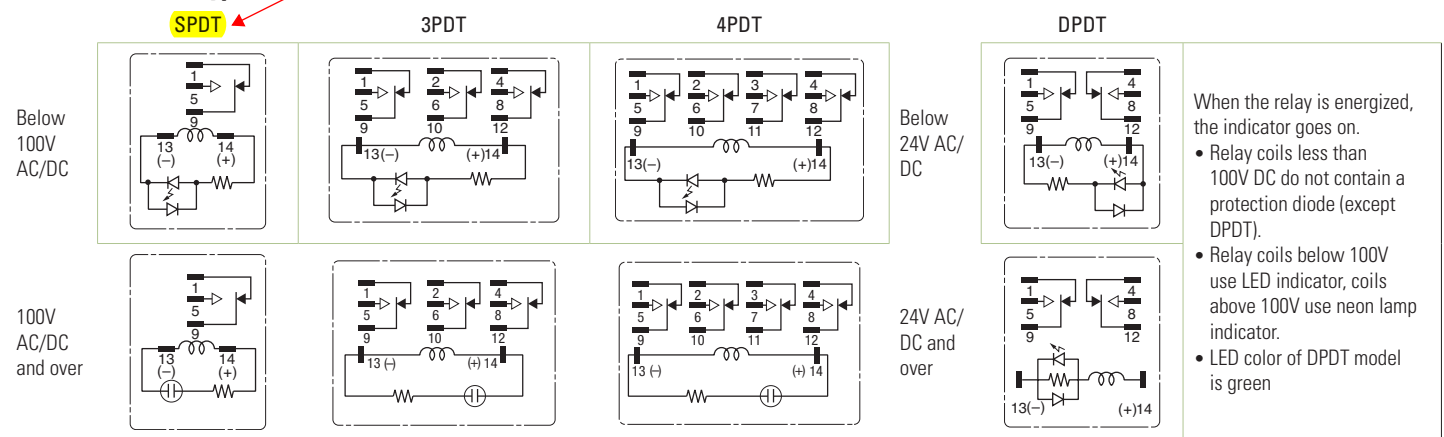 SPDT
3PDT
4PDT
DPDT
Below
100V
AC/DC
1
5
9
13
(–)
14
(+)
1
5
9
2
6
10
4
8
12
13(–)
(+)14
1
5
9
2
6
10
3
7
11
4
8
12
13(–)
(+)14
Below
24V AC/
DC
1
5
9
4
8
12
13(–)
(+)14
When the relay is energized,
the indicator goes on.
• Relay coils less than
100V DC do not contain a
protection diode (except
DPDT).
• Relay coils below 100V
use LED indicator, coils
above 100V use neon lamp
indicator.
• LED color of DPDT model
is green
100V
AC/DC
and over
1
5
9
13
(–)
14
(+)
1
5
9
2
6
10
4
8
12
13 (–)
(+) 14
1
5
9
2
6
10
3
7
11
4
8
12
13 (–)
(+) 14
24V AC/
DC and
over
1
5
9
4
8
12
13(–)
(+)14